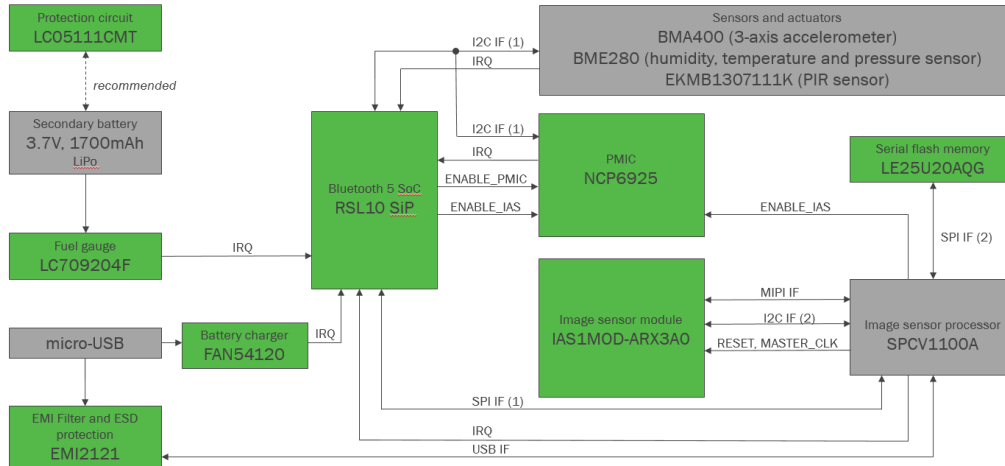 Protection circuit
LC05111CMT
recommended
Secondary battery
3.7V, 1700mAh
LiPo
Fuel gauge
LC709204F
IRQ
micro-USB
Battery charger
FAN54120
IRQ
EMI Filter and ESD
protection
EMI2121
Bluetooth 5 SoC
RSL10 SiP
I2C IF (1)
IRQ
Sensors and actuators
BMA400 (3-axis accelerometer)
BME280 (humidity, temperature and pressure sensor)
EKMB1307111K (PIR sensor)
I2C IF (1)
IRQ
ENABLE_PMIC
ENABLE_IAS
PMIC
NCP6925
Serial flash memory
LE25U20AQG
ENABLE_IAS
SPI IF (2)
Image sensor module
IAS1MOD-ARX3A0
MIPI IF
I2C IF (2)
RESET, MASTER_CLK
Image sensor processor
SPCV1100A
SPI IF (1)
IRQ
USB IF